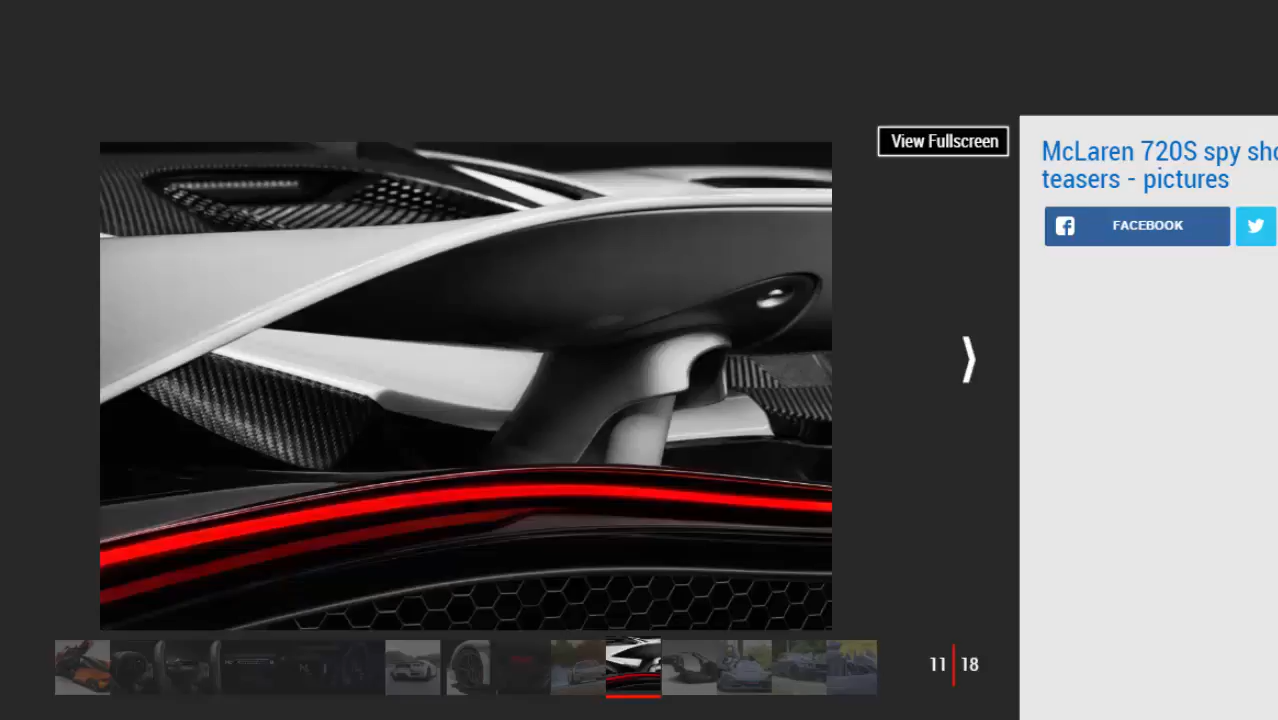 View Fullscreen
McLaren 720S spy sho
teasers - pictures
FACEBOOK
11 18